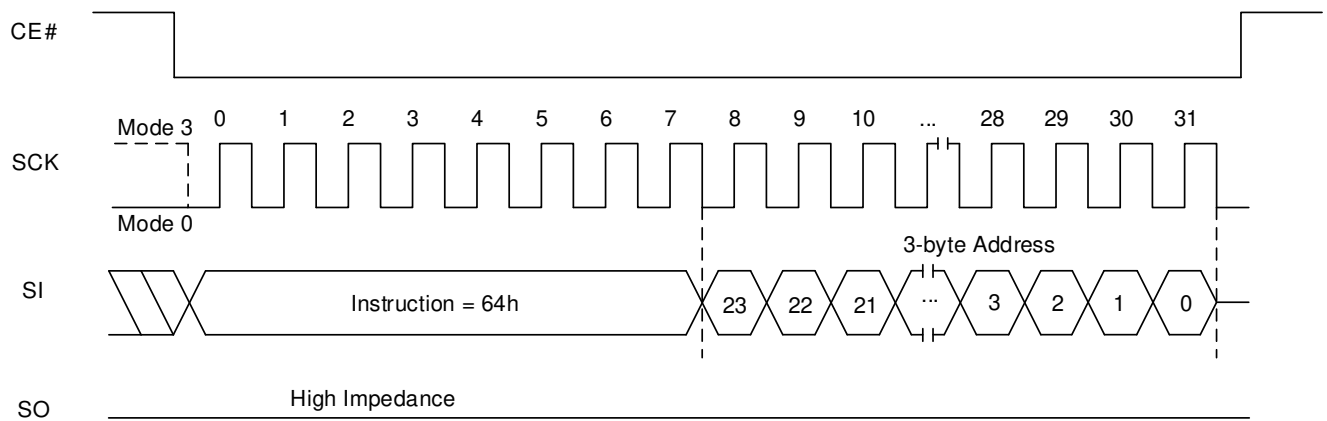 CE#
Mode 3
0 1 2 3 4 5 6 7 8 9 10 ... 28 29 30 31
SCK
Mode 0
3-byte Address
SI
Instruction = 64h
23 22 21 ... 3 2 1 0
High Impedance
SO